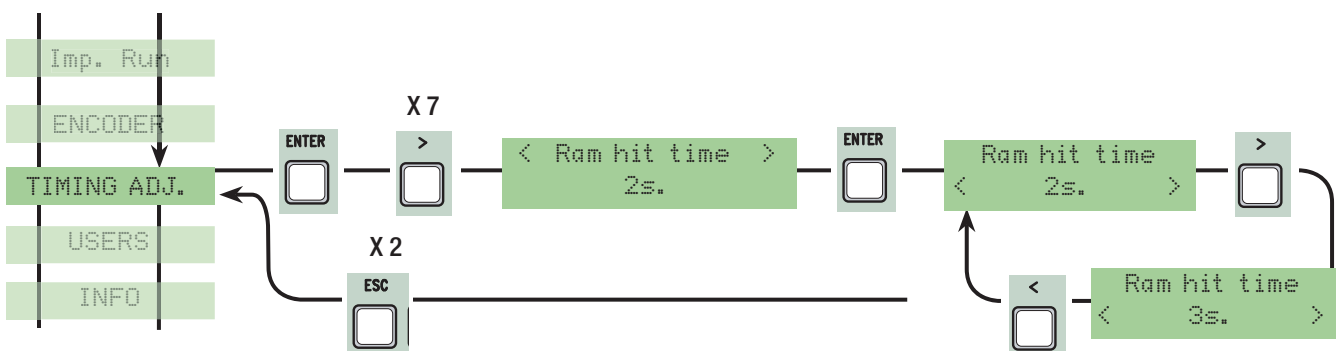 Imp. Run
ENCODER
TIMING ADJ.
USERS
INFO
ENTER
X 7
>
< Ram hit time >
2s.
ENTER
Ram hit time
< 2s. >
>
X 2
ESC
<
Ram hit time
< 3s. >